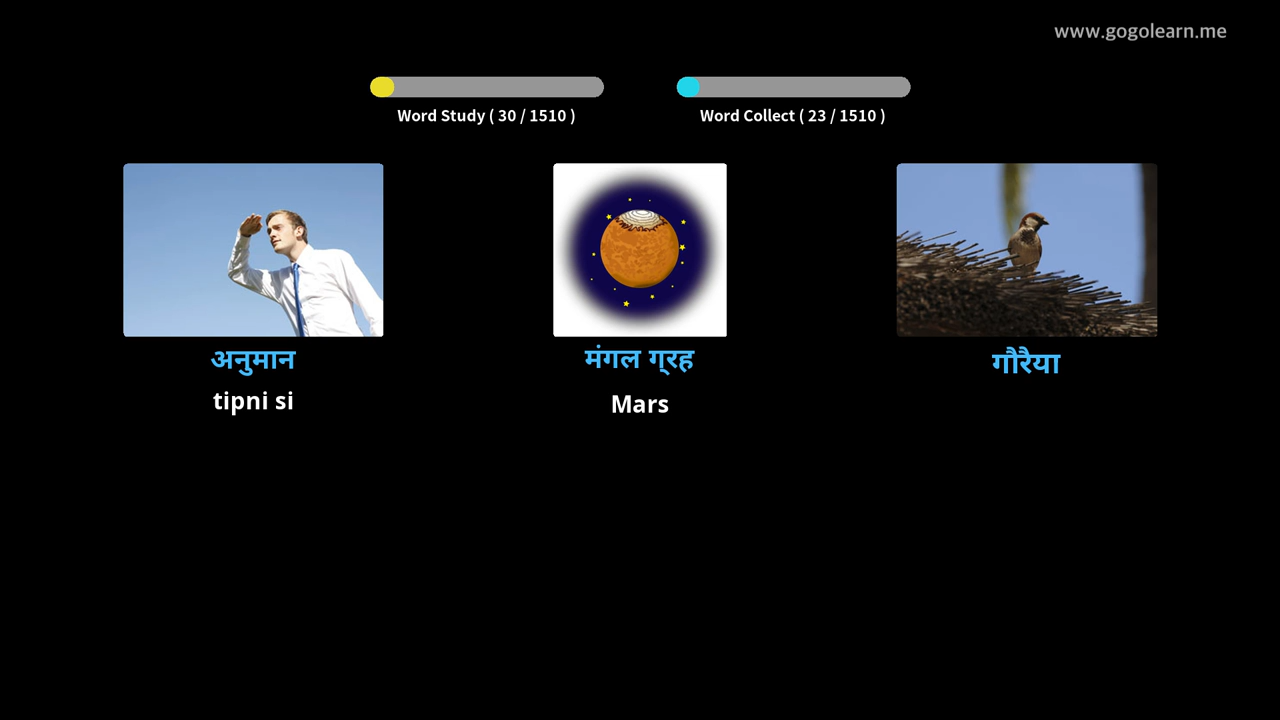 www.gogolearn.me
Word Study ( 30 / 1510 )
Word Collect ( 23 / 1510 )
अनुमान
मंगल ग्रह
गौरैया
tipni si
Mars